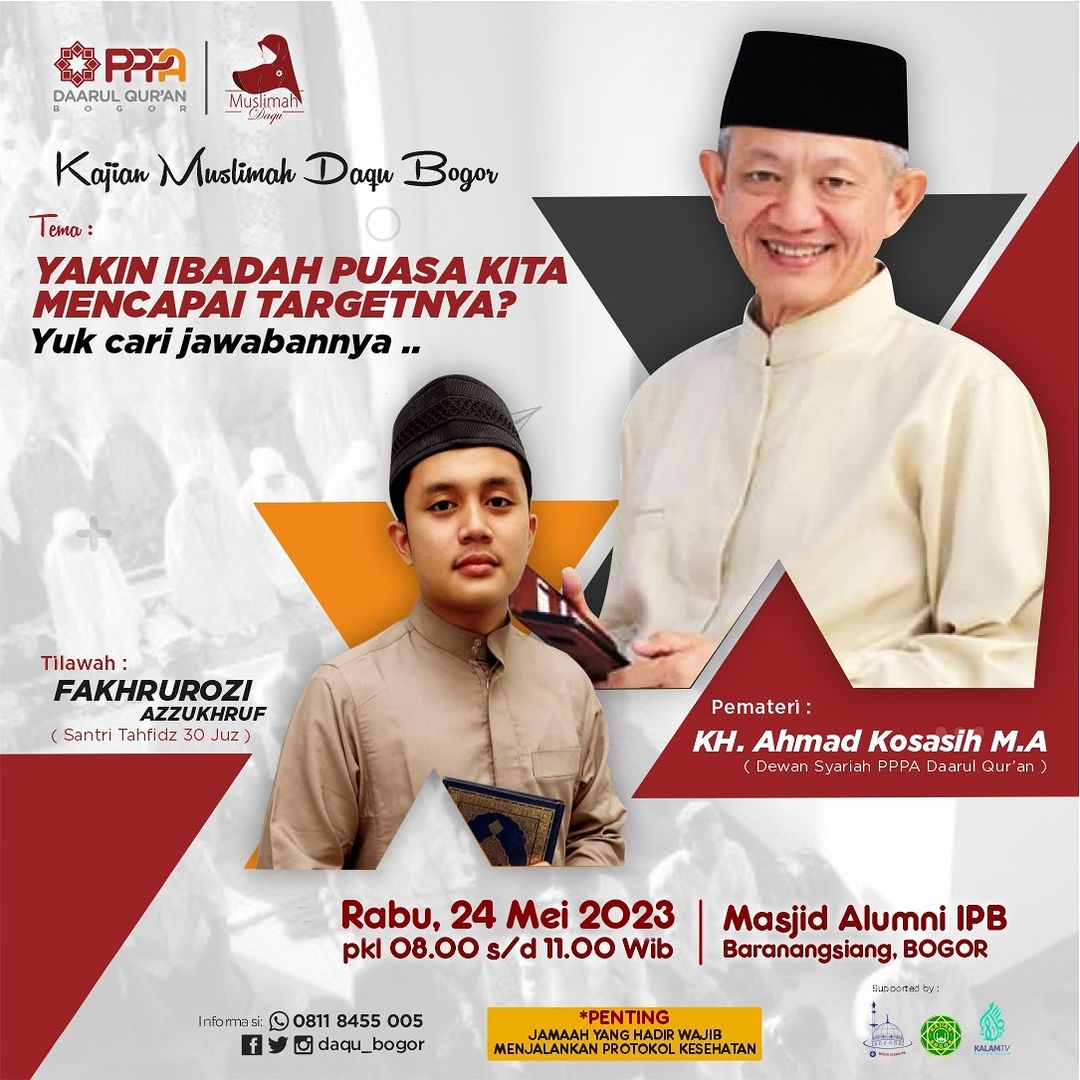 PPPA
DAARUL QUR'AN
BOGOR
Muslimah
Daqu
Kajian Muslimah Daqu Bogor
Tema :
YAKIN IBADAH PUASA KITA
MENCAPAI TARGETNYA?
Yuk cari jawabannya ..
Tilawah :
FAKHRUROZI
AZZUKHRUF
( Santri Tahfidz 30 Juz )
Pemateri :
KH. Ahmad Kosasih M.A
( Dewan Syariah PPPA Daarul Qur'an )
Rabu, 24 Mei 2023
pkl 08.00 s/d 11.00 Wib
Masjid Alumni IPB
Baranangsiang, BOGOR
Supported by :
Informasi: 0811 8455 005
daqu_bogor
*PENTING
JAMAAH YANG HADIR WAJIB
MENJALANKAN PROTOKOL KESEHATAN
KALAMTV